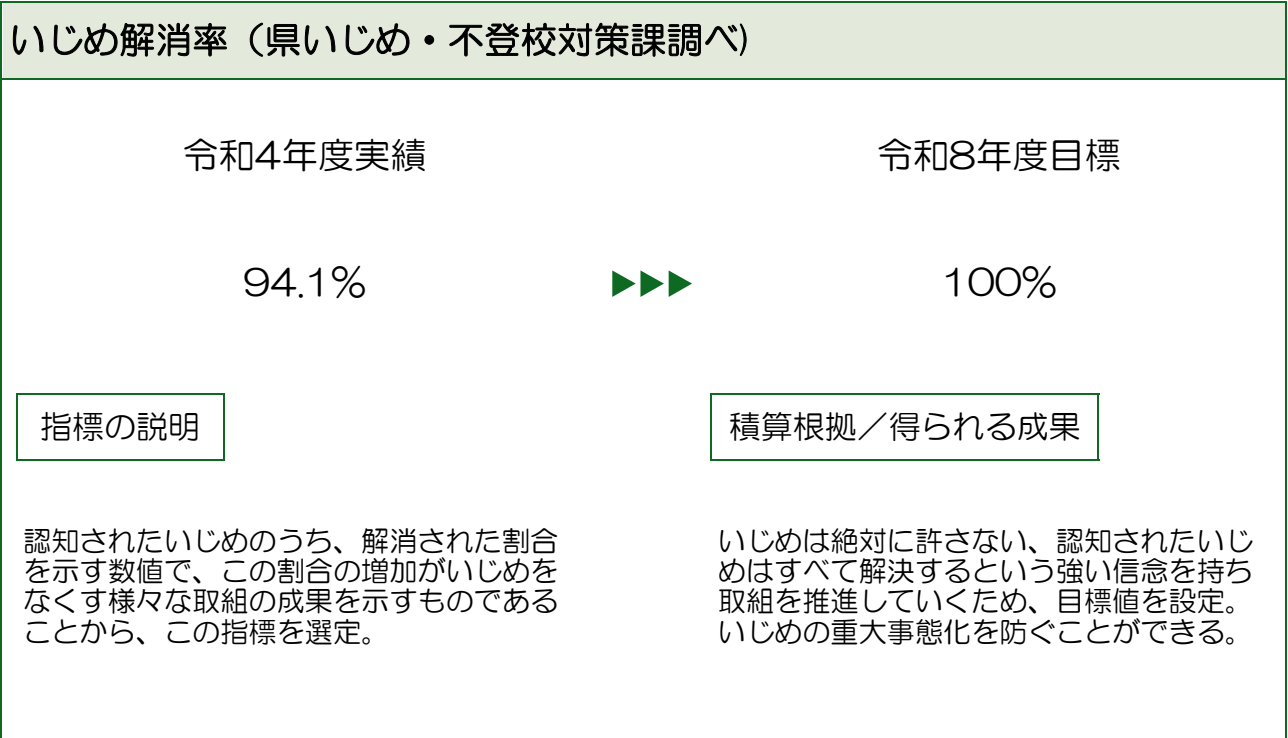 いじめ解消率（県いじめ・不登校対策課調べ)
令和4年度実績
令和8年度目標
94.1%
▶▶▶
100%
指標の説明
積算根拠／得られる成果
認知されたいじめのうち、解消された割合
を示す数値で、この割合の増加がいじめを
なくす様々な取組の成果を示すものである
ことから、この指標を選定。
いじめは絶対に許さない、認知されたいじ
めはすべて解決するという強い信念を持ち
取組を推進していくため、目標値を設定。
いじめの重大事態化を防ぐことができる。